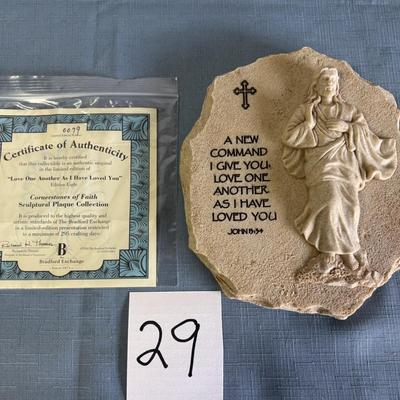 0079
Certificate of Authenticity
It is hereby certified
that this collectible is an authentic original
in the limited edition of
"Love One Another As I Have Loved You"
Edition Eight
Cornerstones of Faith
Sculptural Plaque Collection
It is produced to the highest quality and
artistic standards of The Bradford Exchange
in a limited-edition presentation restricted
to a maximum of 295 crafting days.
B
Bradford Exchange
A NEW
COMMAND
I GIVE YOU:
LOVE ONE
ANOTHER.
AS I HAVE
LOVED YOU
JOHN 13:34
29